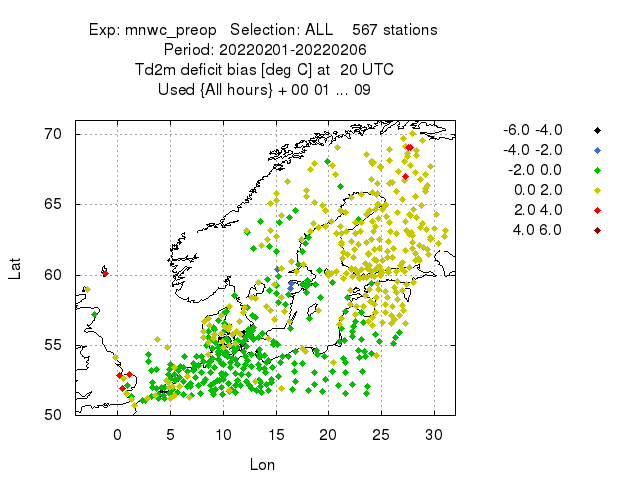 Exp: mnwc_preop   Selection: ALL    567 stations
Period: 20220201-20220206
Td2m deficit bias [deg C] at  20 UTC
Used {All hours} + 00 01 ... 09
-6.0 -4.0
-4.0 -2.0
-2.0 0.0
0.0 2.0
2.0 4.0
4.0 6.0
70
65
60
55
50
Lat
0 5 10 15 20 25 30
Lon